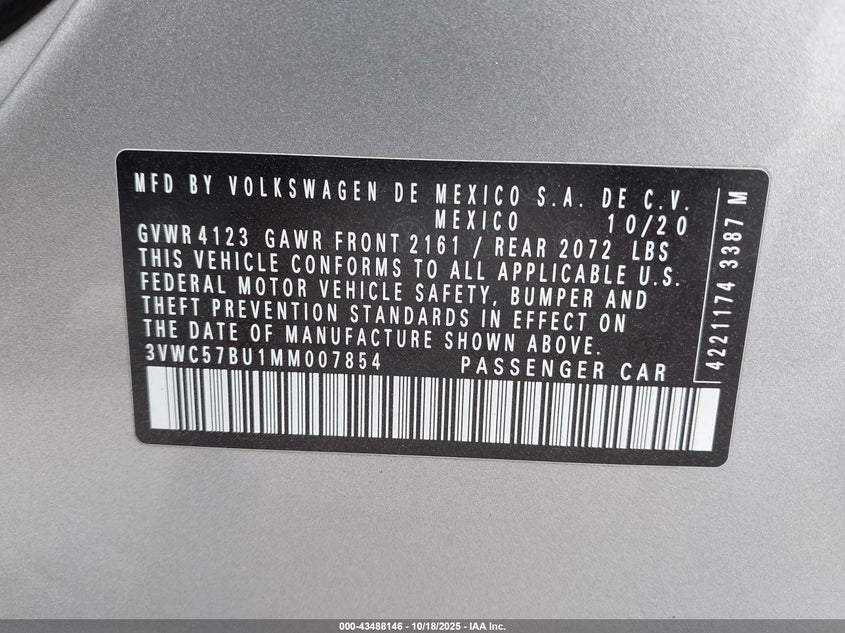 MFD BY VOLKSWAGEN DE MEXICO S.A. DE C.V.
MEXICO 10/20
GVWR 4123 GAWR FRONT 2161 / REAR 2072 LBS
THIS VEHICLE CONFORMS TO ALL APPLICABLE U.S.
FEDERAL MOTOR VEHICLE SAFETY, BUMPER AND
THEFT PREVENTION STANDARDS IN EFFECT ON
THE DATE OF MANUFACTURE SHOWN ABOVE.
3VWC57BU1MM007854 PASSENGER CAR
4221174 3387 M
000-43488146 - 10/18/2025 - IAA Inc.